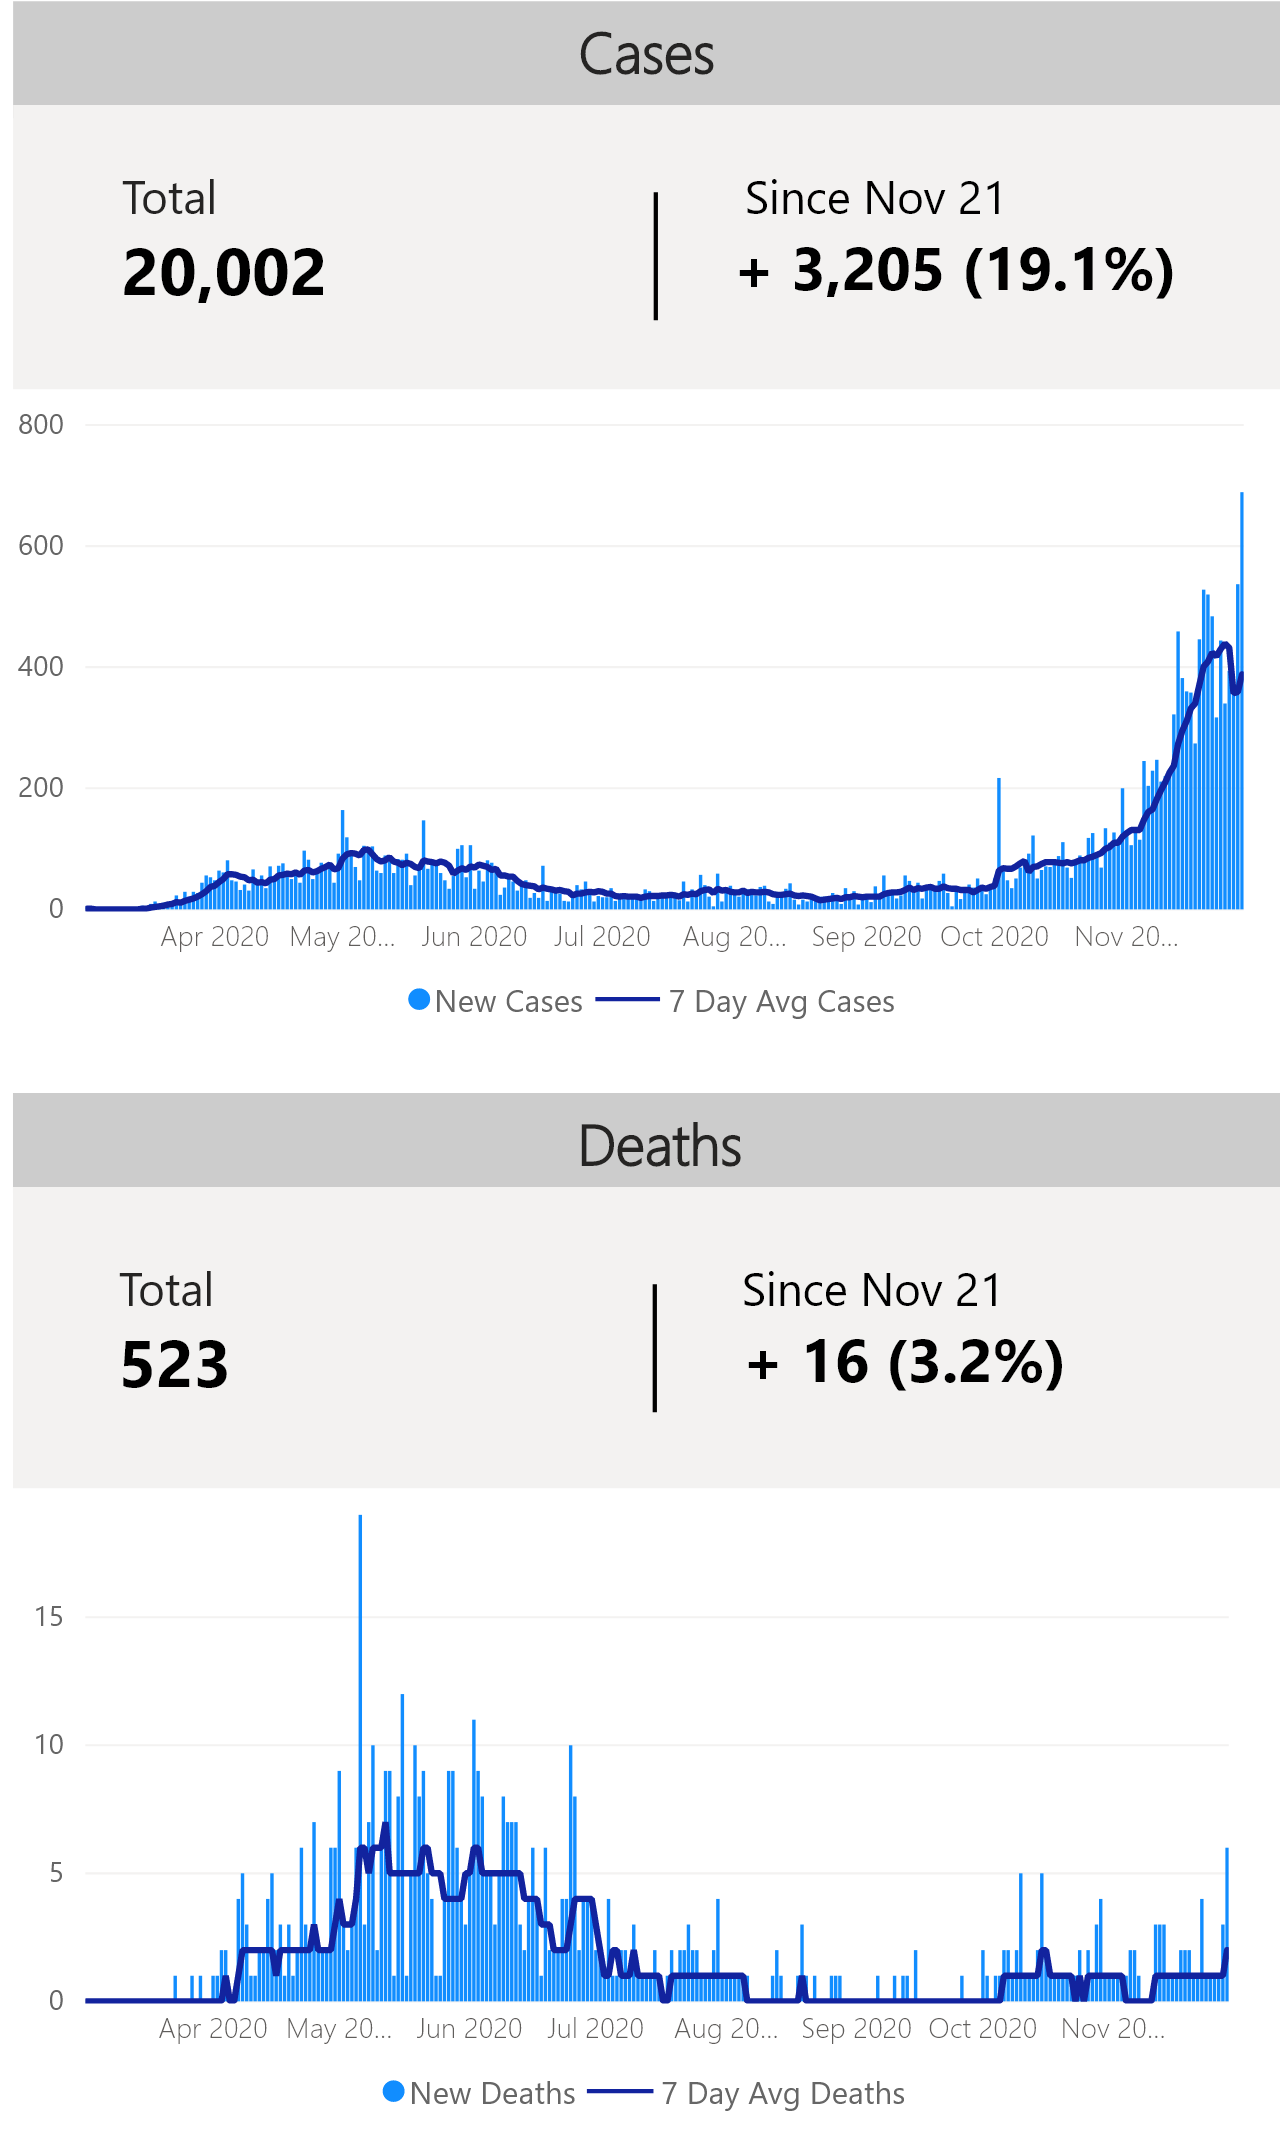 Cases
Total
20,002
Since Nov 21
+ 3,205 (19.1%)
800
600
400
200
0
Apr 2020 May 20... Jun 2020 Jul 2020 Aug 20... Sep 2020 Oct 2020 Nov 20...
New Cases 7 Day Avg Cases
Deaths
Total
523
Since Nov 21
+ 16 (3.2%)
15
10
5
0
Apr 2020 May 20... Jun 2020 Jul 2020 Aug 20... Sep 2020 Oct 2020 Nov 20...
New Deaths 7 Day Avg Deaths